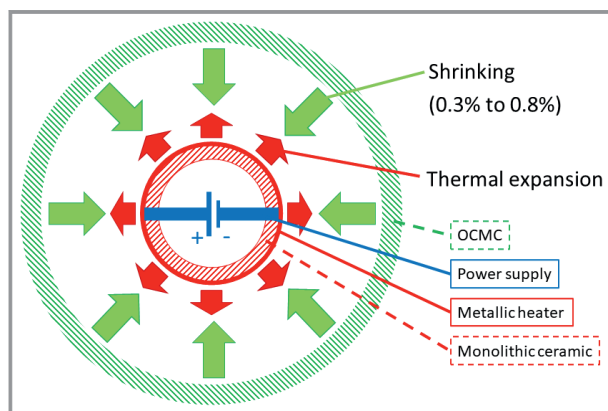 Shrinking
(0.3% to 0.8%)
Thermal expansion
OCMC
+ -
Power supply
Metallic heater
Monolithic ceramic